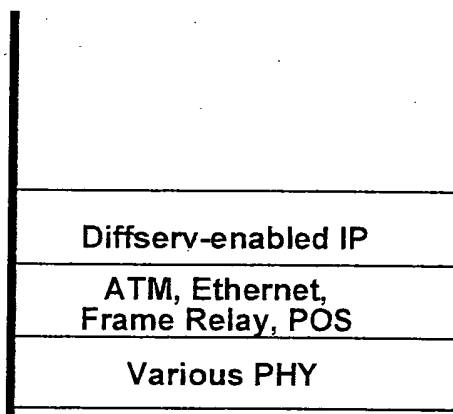 Diffserv-enabled IP
ATM, Ethernet,
Frame Relay, POS
Various PHY